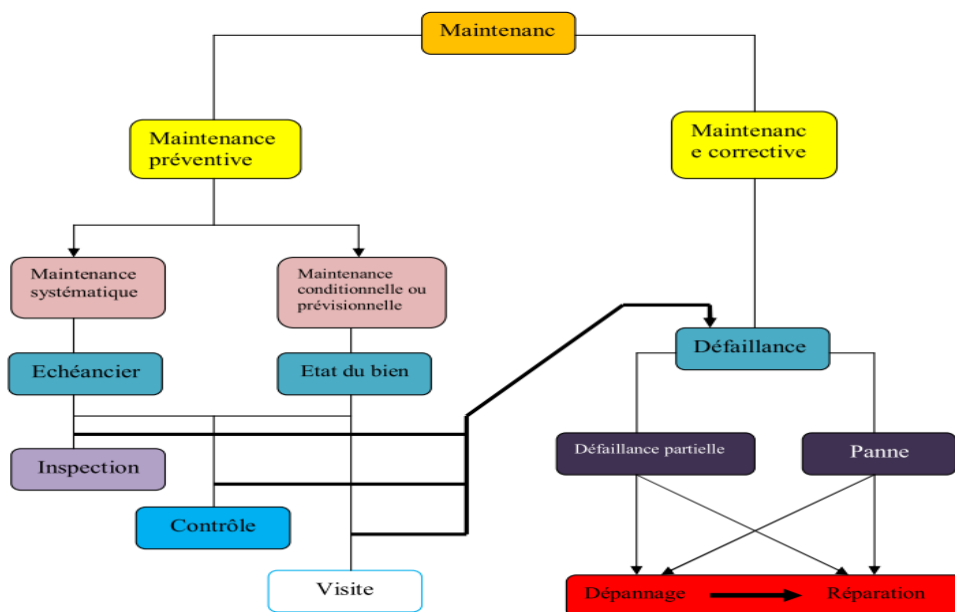 Maintenanc
Maintenance
préventive
Maintenanc
e corrective
Maintenance
systématique
Maintenance
conditionnelle ou
prévisionnelle
Défaillance
Echéancier
Etat du bien
Défaillance partielle
Panne
Inspection
Contrôle
Visite
Dépannage
Réparation